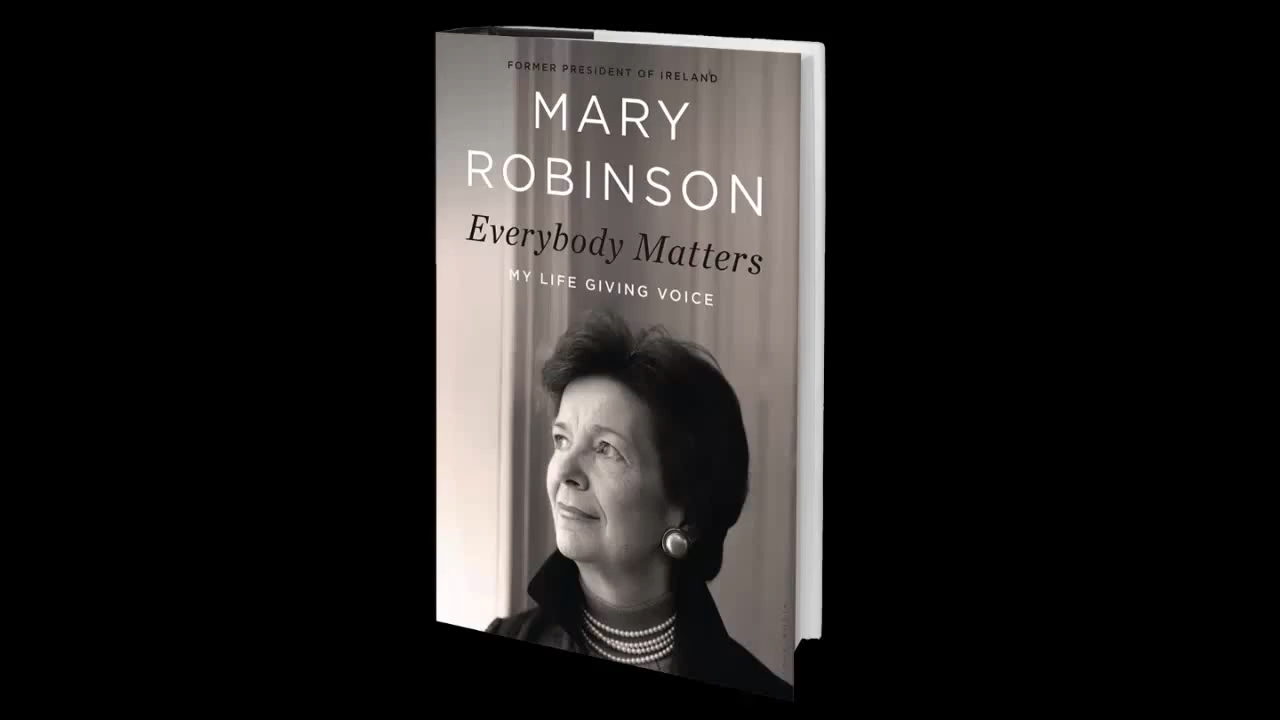 FORMER PRESIDENT OF IRELAND
MARY
ROBINSON
Everybody Matters
MY LIFE GIVING VOICE